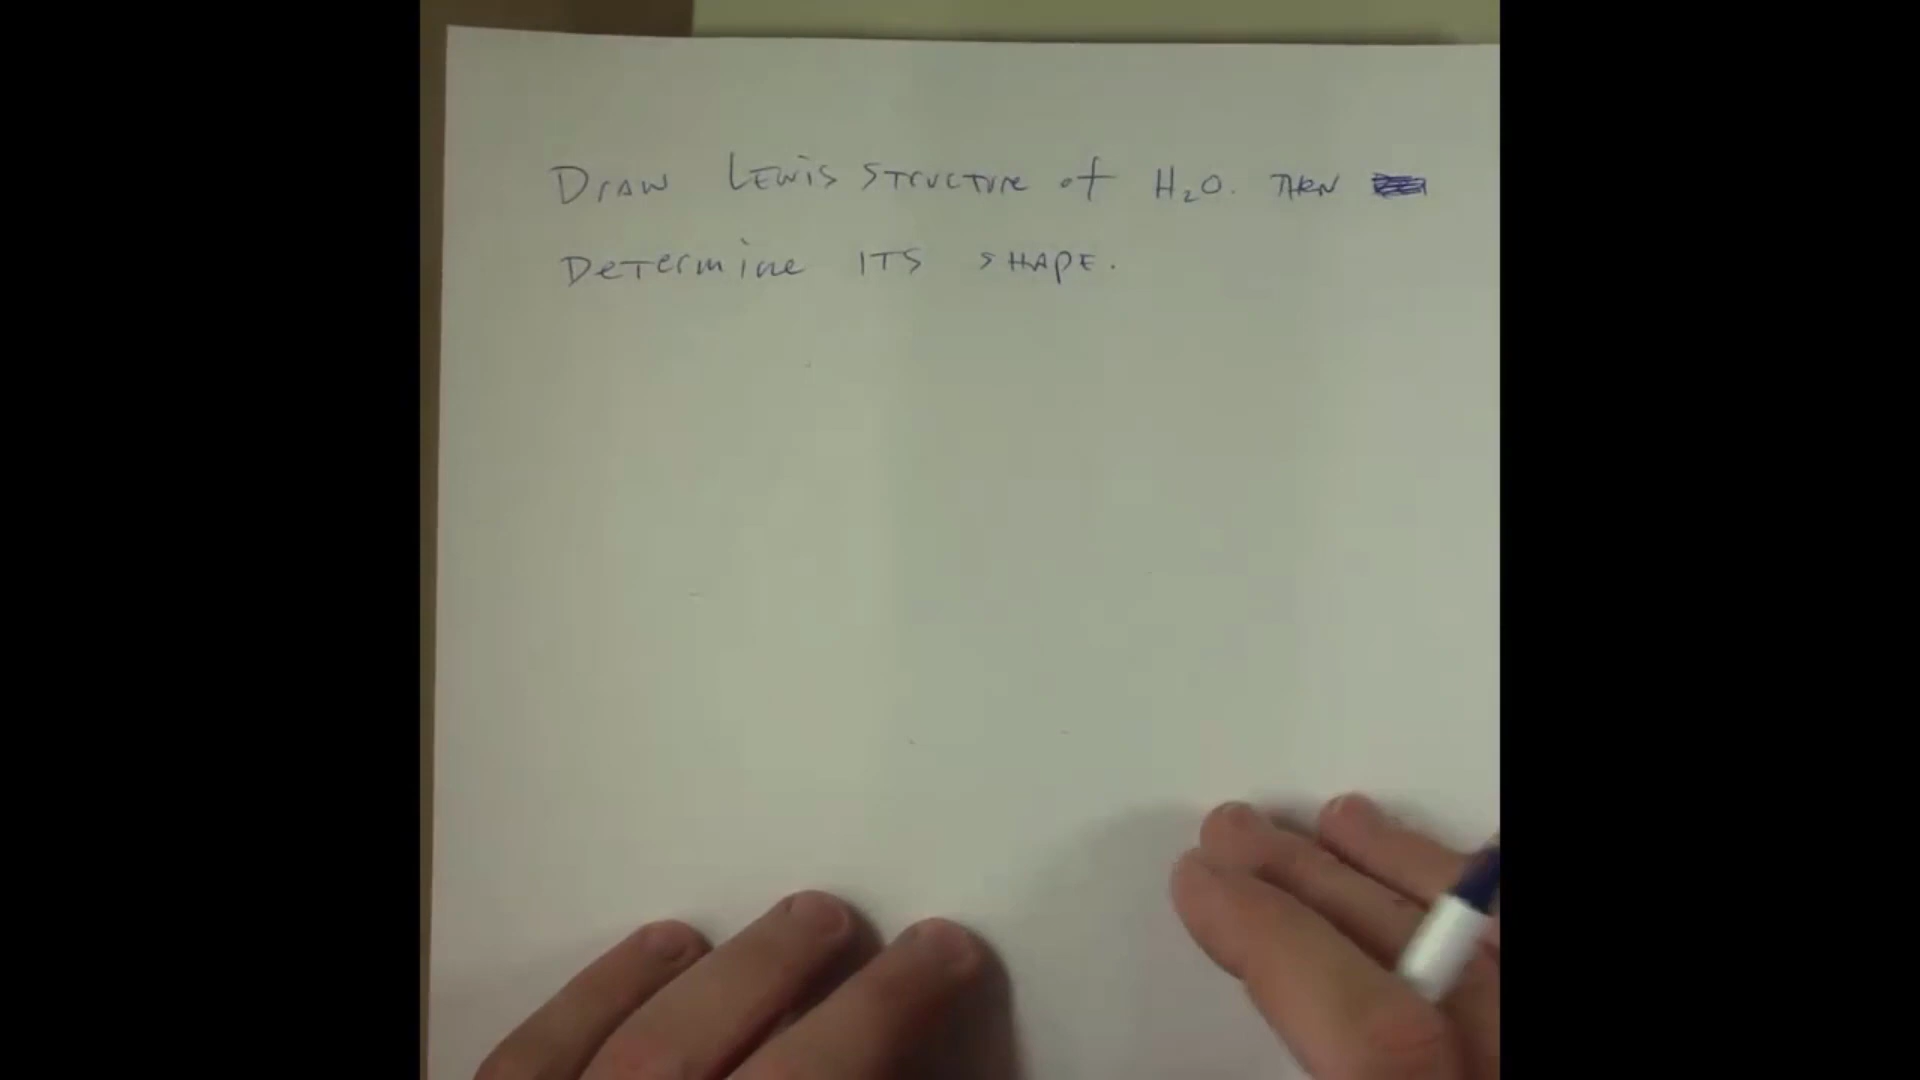 Draw Lewis structure of H₂O. Then
Determine ITS SHAPE.